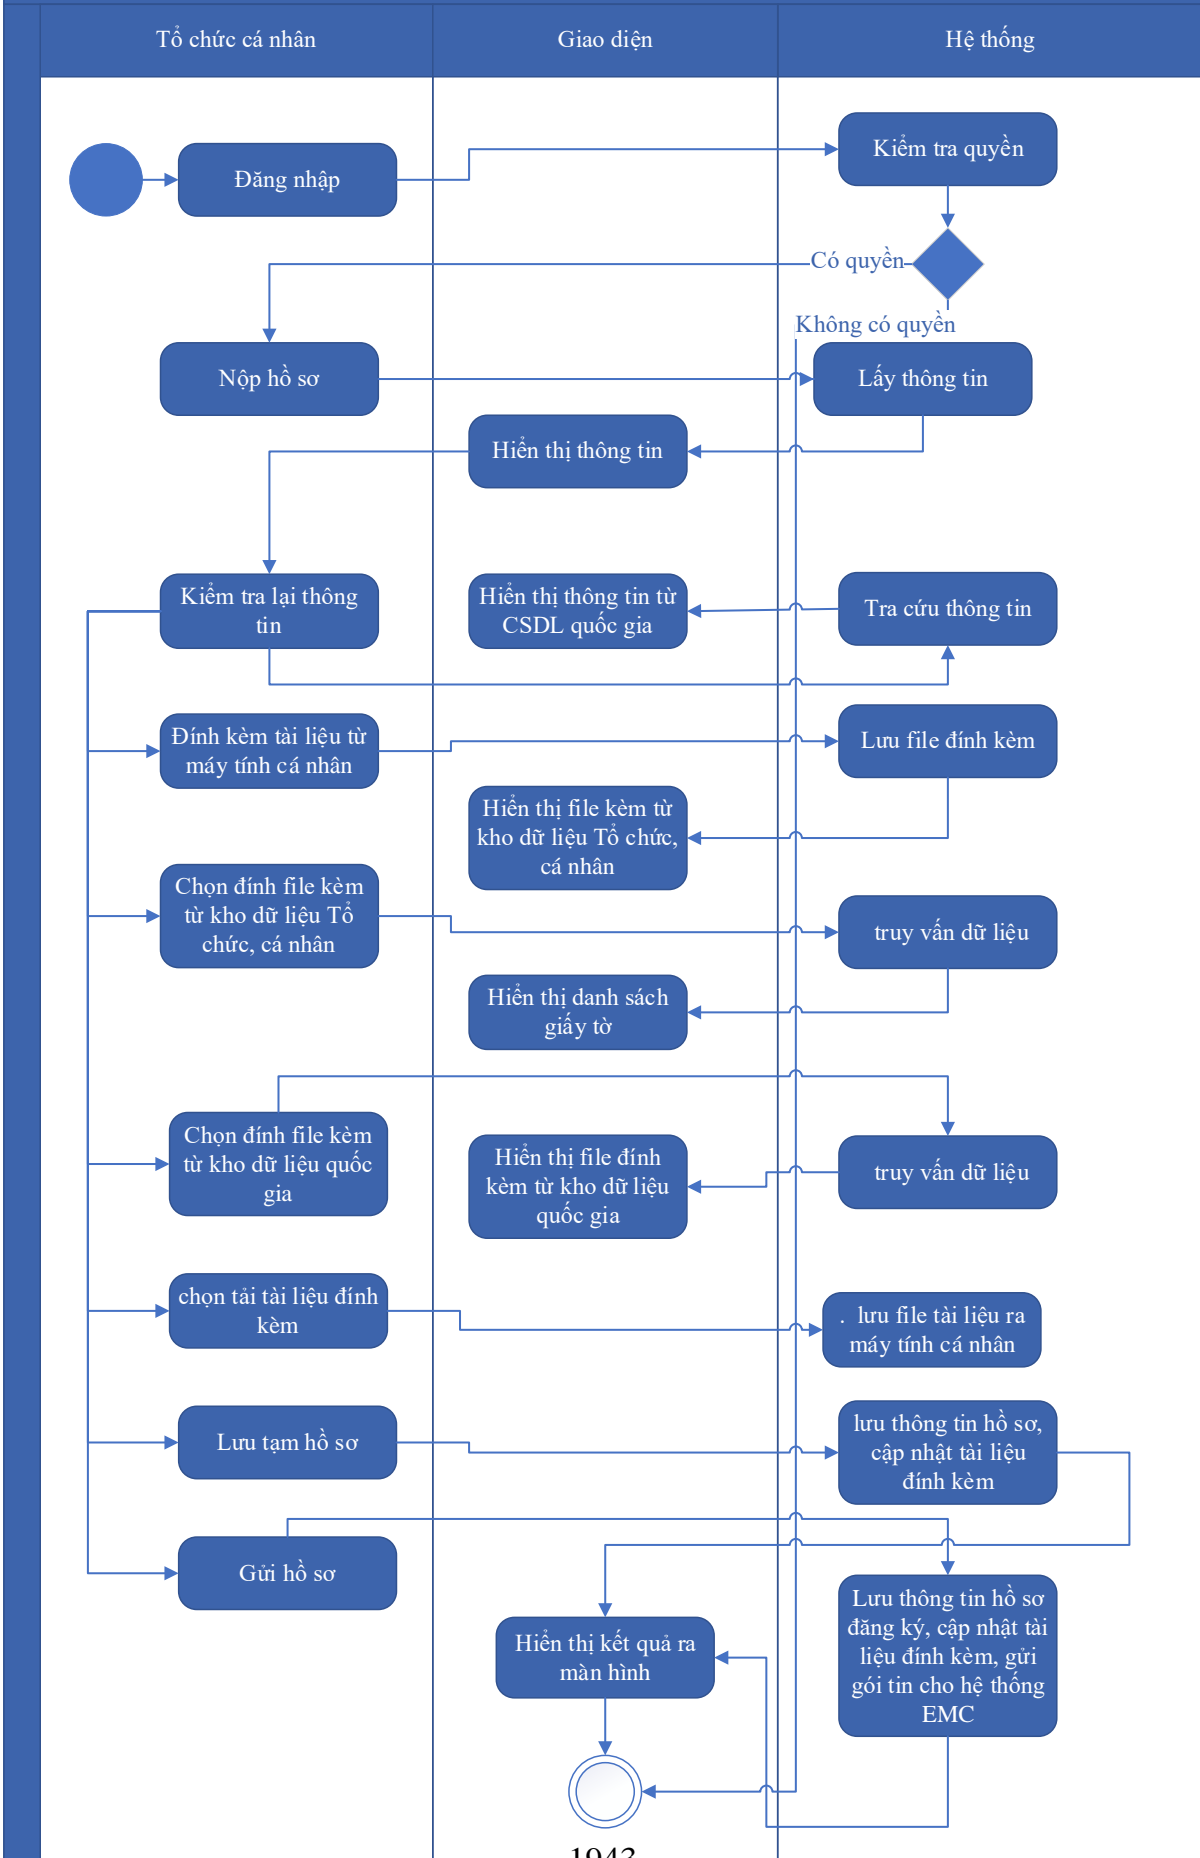 Tổ chức cá nhân
Giao diện
Hệ thống
Kiểm tra quyền
Đăng nhập
Có quyền
Không có quyền
Nộp hồ sơ
Lấy thông tin
Hiển thị thông tin
Kiểm tra lại thông
tin
Hiển thị thông tin từ
CSDL quốc gia
Tra cứu thông tin
Đính kèm tài liệu từ
máy tính cá nhân
Lưu file đính kèm
Hiển thị file kèm từ
kho dữ liệu Tổ chức,
cá nhân
Chọn đính file kèm
từ kho dữ liệu Tổ
chức, cá nhân
truy vấn dữ liệu
Hiển thị danh sách
giấy tờ
Chọn đính file kèm
từ kho dữ liệu quốc
gia
Hiển thị file đính
kèm từ kho dữ liệu
quốc gia
truy vấn dữ liệu
chọn tải tài liệu đính
kèm
. lưu file tài liệu ra
máy tính cá nhân
Lưu tạm hồ sơ
lưu thông tin hồ sơ,
cập nhật tài liệu
đính kèm
Gửi hồ sơ
Lưu thông tin hồ sơ
đăng ký, cập nhật tài
liệu đính kèm, gửi
gói tin cho hệ thống
EMC
Hiển thị kết quả ra
màn hình
1943